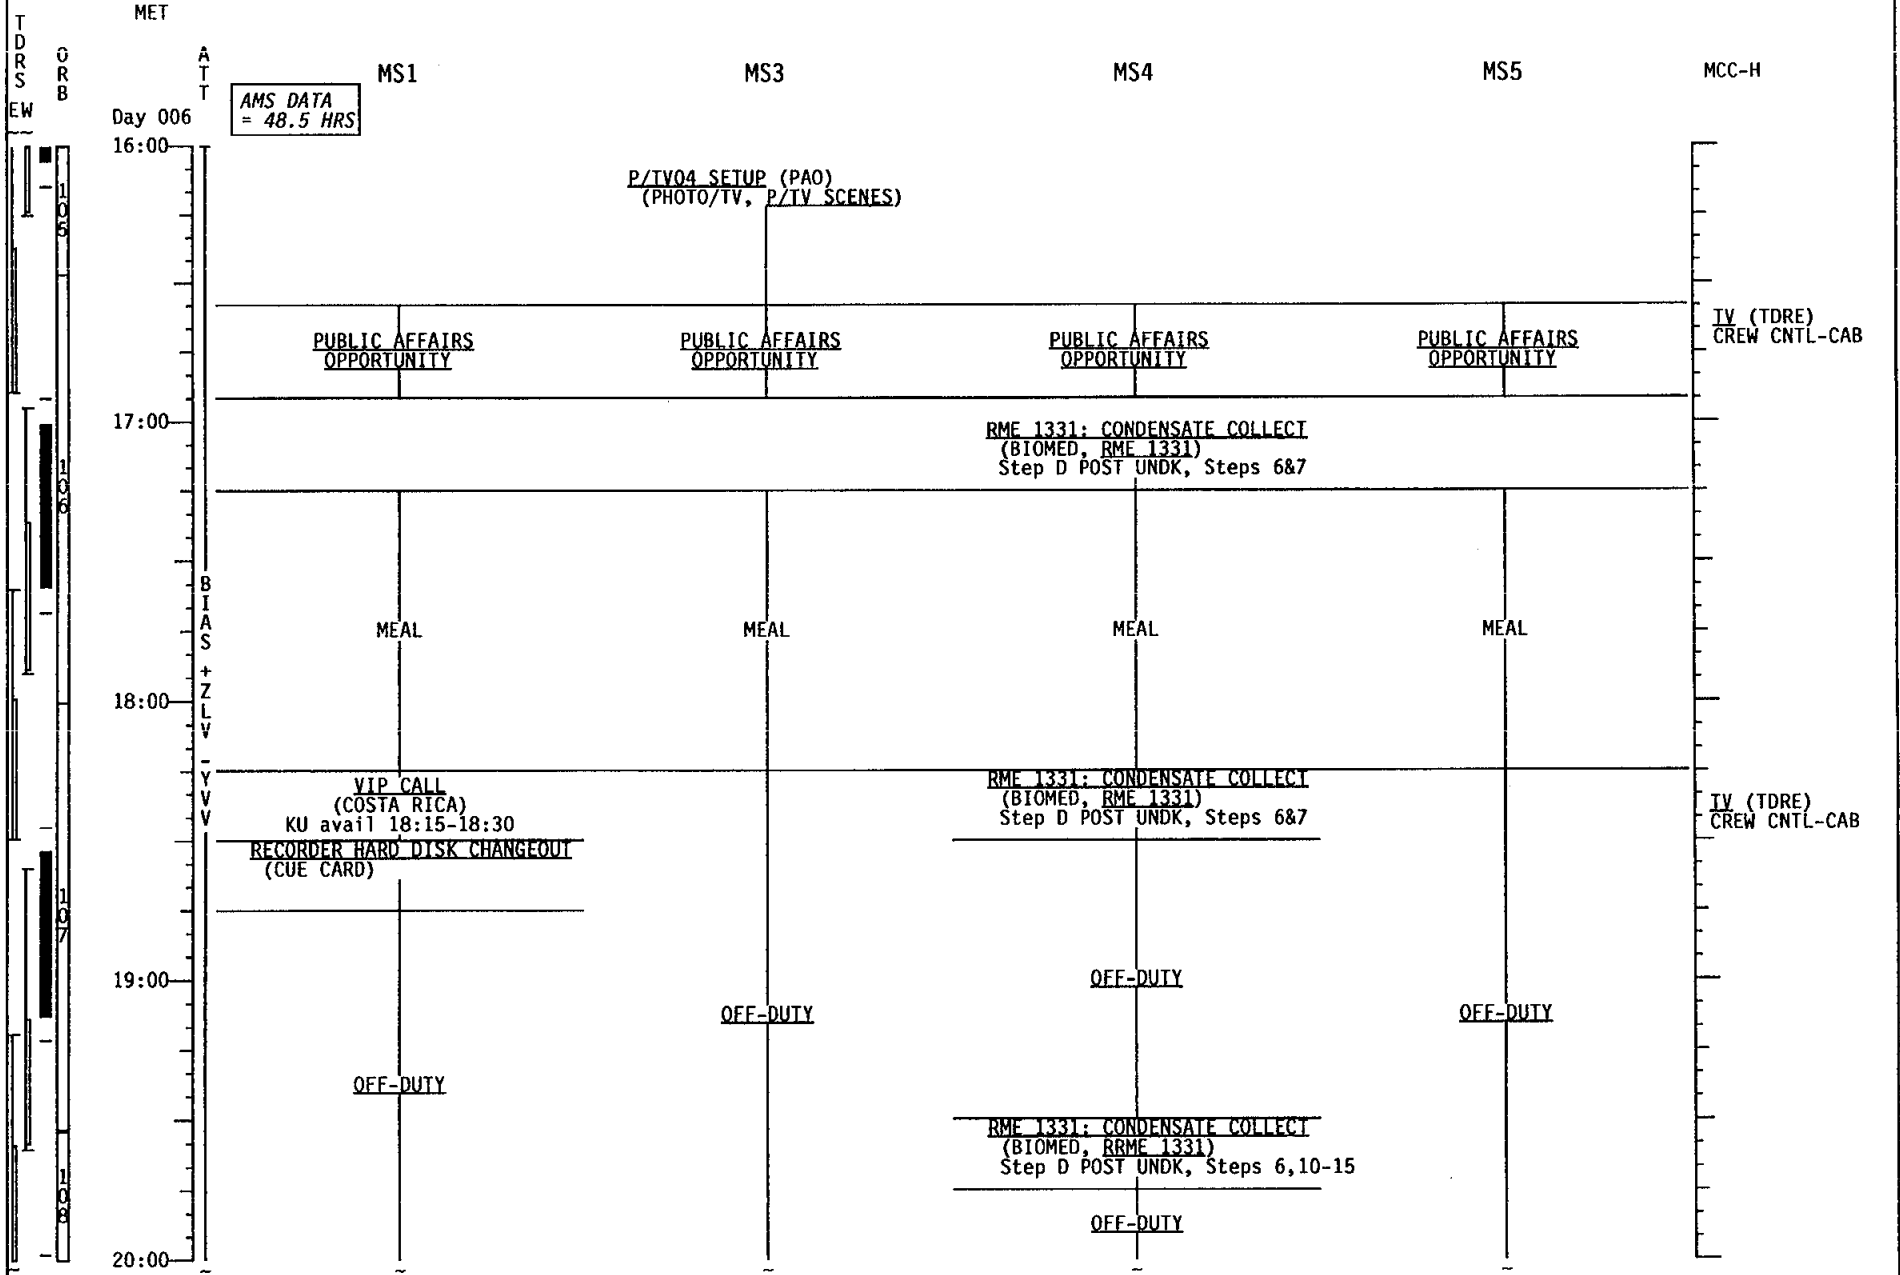 MET
TDRS
ORB
ATT
MS1
MS3
MS4
MS5
MCC-H
EW
AMS DATA
= 48.5 HRS
Day 006
16:00
105
P/TV04 SETUP (PAO)
(PHOTO/TV, P/TV SCENES)
PUBLIC AFFAIRS
OPPORTUNITY
PUBLIC AFFAIRS
OPPORTUNITY
PUBLIC AFFAIRS
OPPORTUNITY
PUBLIC AFFAIRS
OPPORTUNITY
TV (TDRE)
CREW CNTL-CAB
17:00
106
RME 1331: CONDENSATE COLLECT
(BIOMED, RME 1331)
Step D POST UNDK, Steps 6&7
BIAS +ZLV -YVV
MEAL
MEAL
MEAL
MEAL
18:00
VIP CALL
(COSTA RICA)
KU avail 18:15-18:30
RECORDER HARD DISK CHANGEOUT
(CUE CARD)
RME 1331: CONDENSATE COLLECT
(BIOMED, RME 1331)
Step D POST UNDK, Steps 6&7
TV (TDRE)
CREW CNTL-CAB
107
19:00
OFF-DUTY
OFF-DUTY
OFF-DUTY
OFF-DUTY
RME 1331: CONDENSATE COLLECT
(BIOMED, RRME 1331)
Step D POST UNDK, Steps 6,10-15
108
OFF-DUTY
20:00